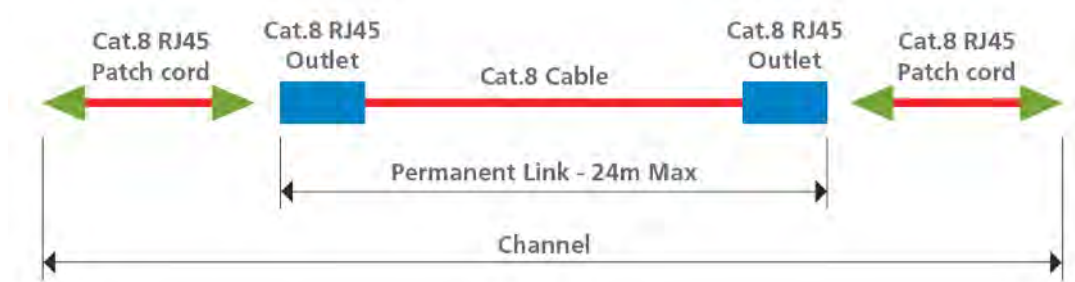 Cat.8 RJ45
Patch cord
Cat.8 RJ45
Outlet
Cat.8 Cable
Cat.8 RJ45
Outlet
Cat.8 RJ45
Patch cord
Permanent Link - 24m Max
Channel